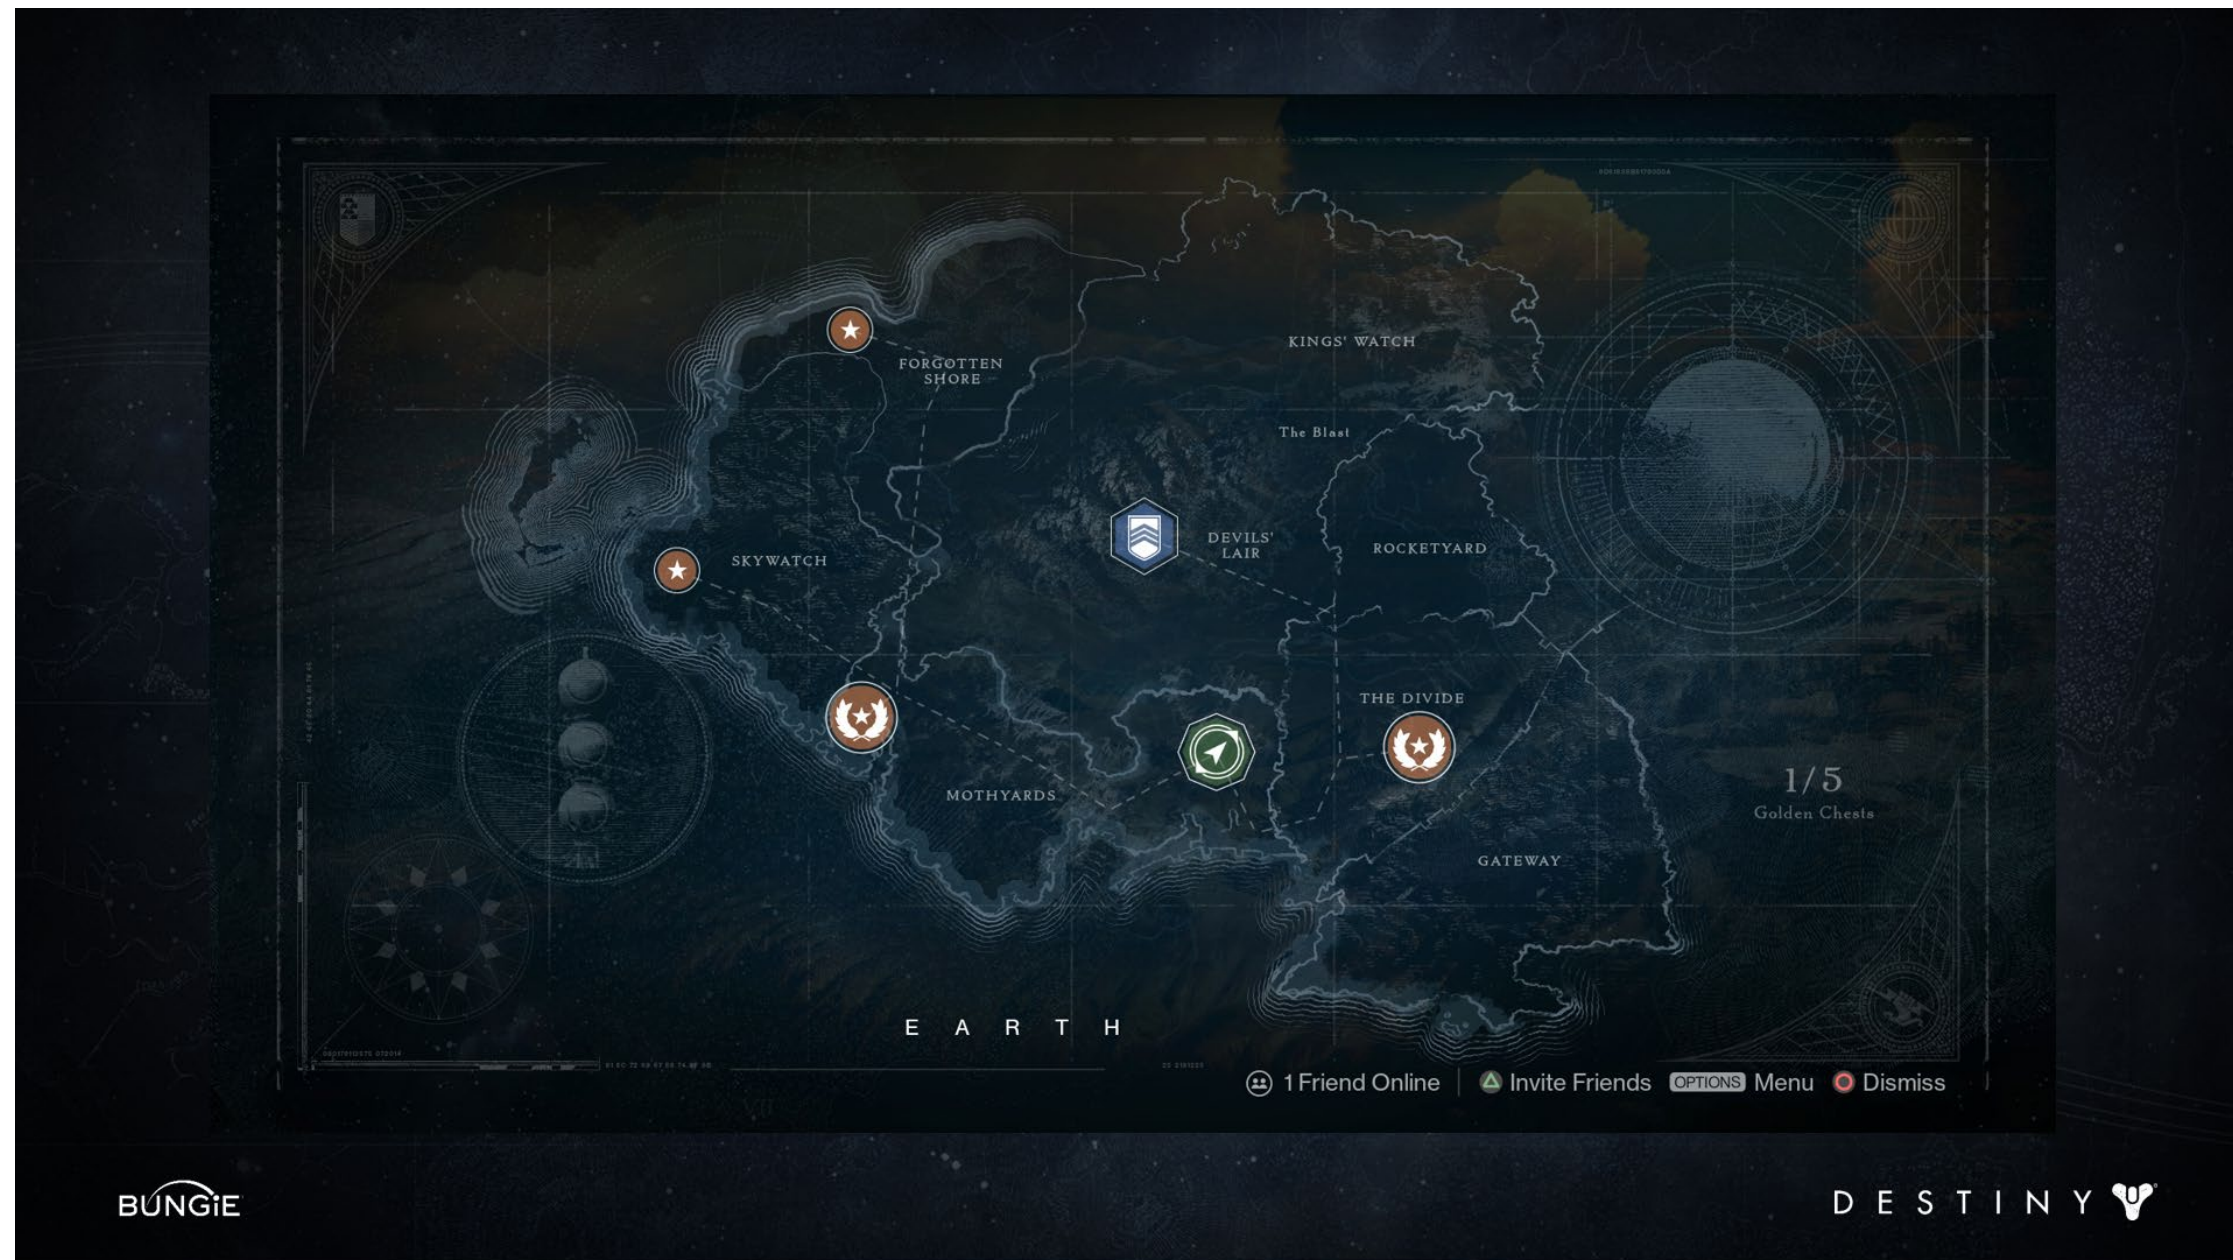 FORGOTTEN
SHORE
KINGS' WATCH
The Blast
SKYWATCH
DEVILS'
LAIR
ROCKETYARD
THE DIVIDE
MOTHYARDS
1/5
Golden Chests
GATEWAY
EARTH
1 Friend Online
Invite Friends
OPTIONS Menu
Dismiss
BUNGiE
DESTINY